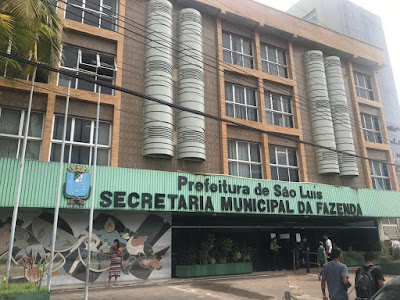 Prefeitura de São Luís
SECRETARIA MUNICIPAL DA FAZENDA